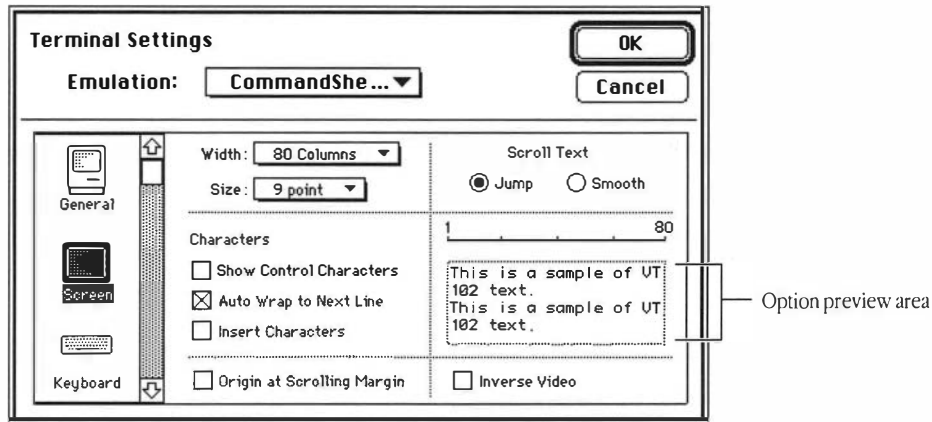 Terminal Settings
OK
Emulation: CommandShe...
Cancel
General
Screen
Keyboard
Width: 80 Columns
Size: 9 point
Scroll Text
Jump Smooth
Characters
Show Control Characters
Auto Wrap to Next Line
Insert Characters
1 80
This is a sample of VT
102 text.
This is a sample of VT
102 text.
Option preview area
Origin at Scrolling Margin
Inverse Video